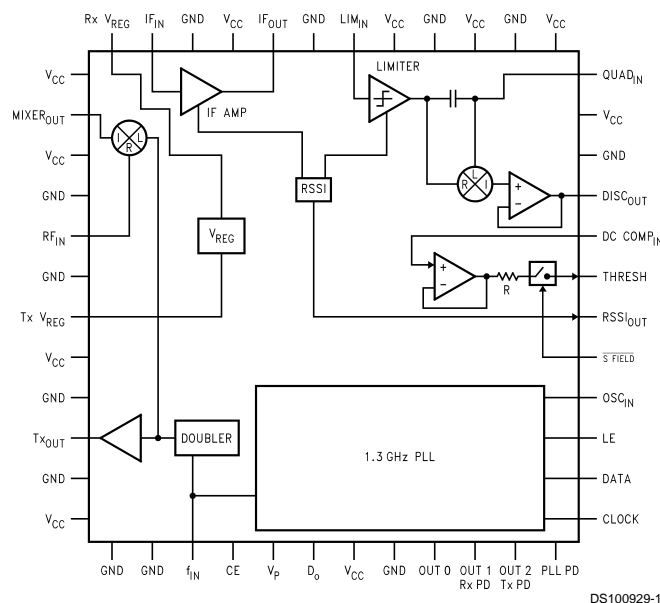 Rx VREG IFIN GND VCC IFOUT GND LIMIN VCC GND VCC GND VCC
LIMITER
VCC
QUADIN
IF AMP
MIXEROUT
VCC
I L
R
VCC
GND
L
R I
RSSI
GND
+
−
DISCOUT
RFIN
VREG
DC COMPIN
+
−
GND
R
THRESH
Tx VREG
RSSIOUT
VCC
S FIELD
GND
OSCIN
TxOUT
DOUBLER
LE
1.3 GHz PLL
GND
DATA
VCC
CLOCK
GND GND fIN CE VP Do VCC GND OUT 0 OUT 1 OUT 2 PLL PD
Rx PD Tx PD
DS100929-1